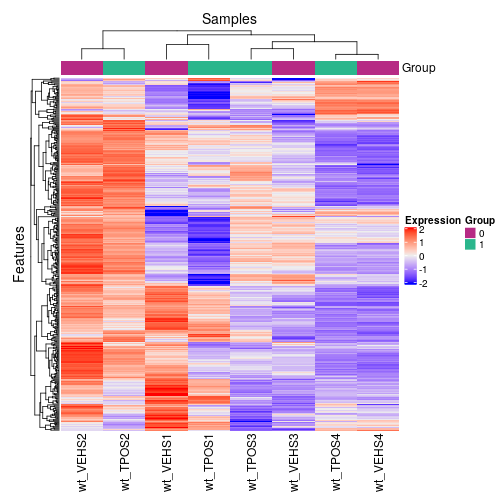 Samples
Group
Features
Expression
2
1
0
-1
-2
Group
0
1
wt_VEHS2
wt_TPOS2
wt_VEHS1
wt_TPOS1
wt_TPOS3
wt_VEHS3
wt_TPOS4
wt_VEHS4